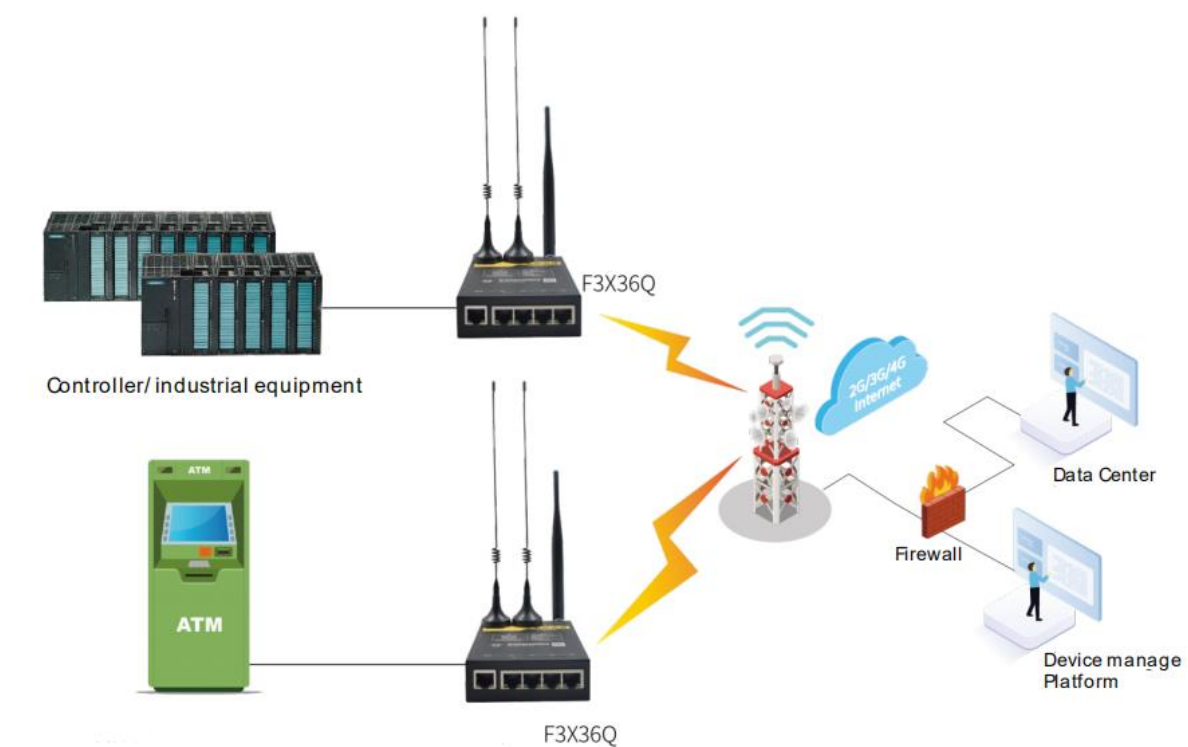 F3X36Q
Controller/ industrial equipment
2G/3G/4G
Internet
Data Center
Firewall
ATM
ATM
Device manage
Platform
F3X36Q